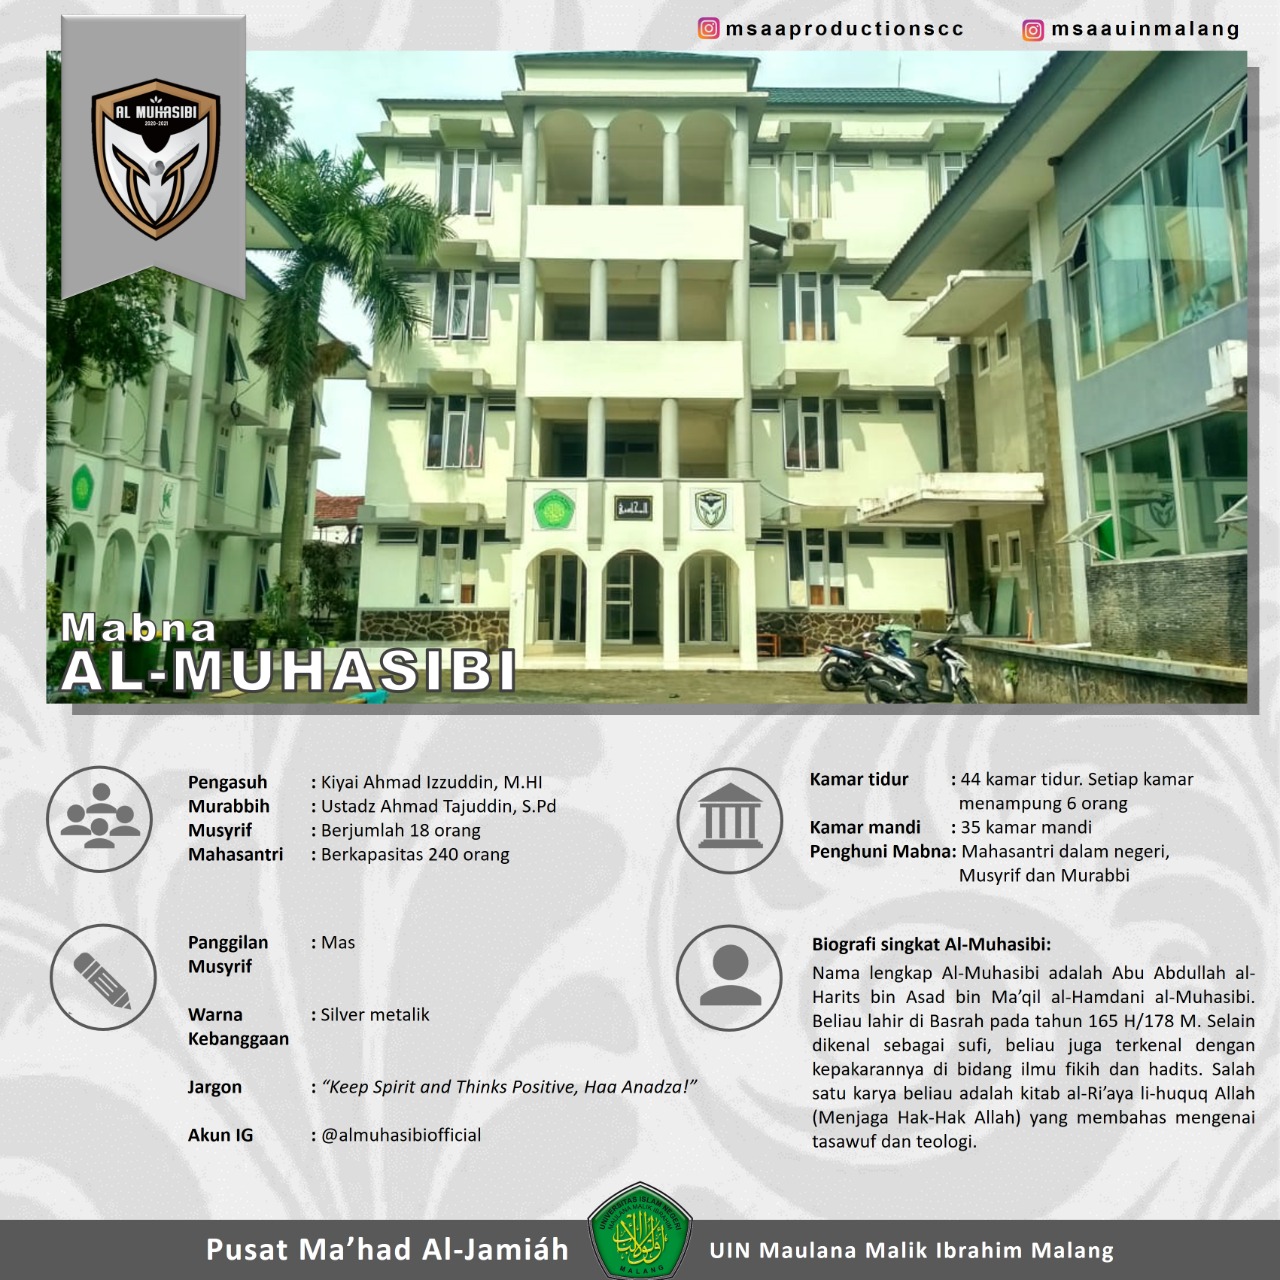 msaaproductionscc
msaauinmalang
AL MUHASIBI
2020-2021
المحاسبي
Mabna
AL-MUHASIBI
Pengasuh : Kiyai Ahmad Izzuddin, M.HI
Murabbih : Ustadz Ahmad Tajuddin, S.Pd
Musyrif : Berjumlah 18 orang
Mahasantri : Berkapasitas 240 orang
Kamar tidur : 44 kamar tidur. Setiap kamar
menampung 6 orang
Kamar mandi : 35 kamar mandi
Penghuni Mabna: Mahasantri dalam negeri,
Musyrif dan Murabbi
Panggilan : Mas
Musyrif
Warna : Silver metalik
Kebanggaan
Jargon : “Keep Spirit and Thinks Positive, Haa Anadza!”
Akun IG : @almuhasibiofficial
Biografi singkat Al-Muhasibi:
Nama lengkap Al-Muhasibi adalah Abu Abdullah al-
Harits bin Asad bin Ma’qil al-Hamdani al-Muhasibi.
Beliau lahir di Basrah pada tahun 165 H/178 M. Selain
dikenal sebagai sufi, beliau juga terkenal dengan
kepakarannya di bidang ilmu fikih dan hadits. Salah
satu karya beliau adalah kitab al-Ri’aya li-huquq Allah
(Menjaga Hak-Hak Allah) yang membahas mengenai
tasawuf dan teologi.
Pusat Ma’had Al-Jamiáh
UNIVERSITAS ISLAM NEGERI
MAULANA MALIK IBRAHIM
MALANG
UIN Maulana Malik Ibrahim Malang